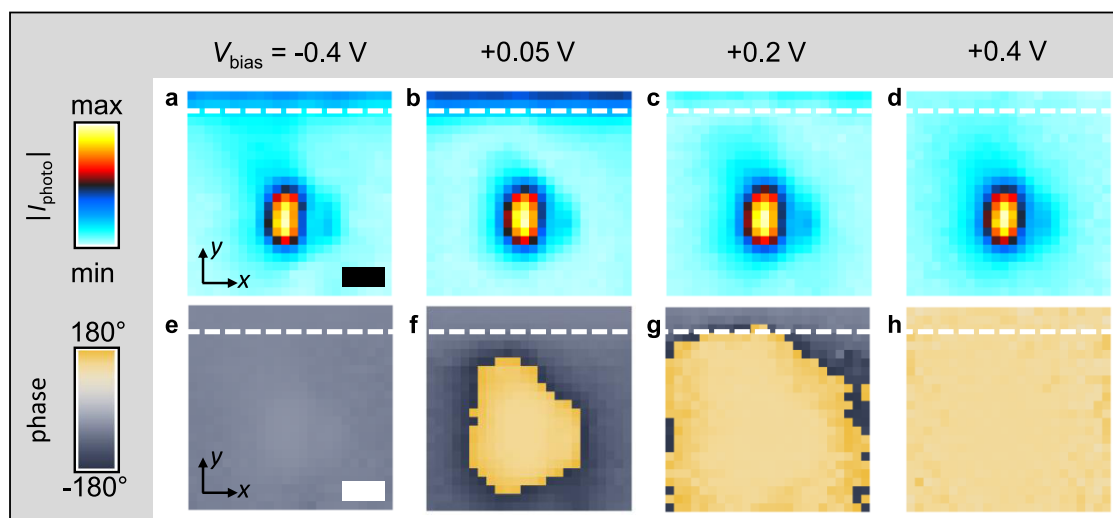 V_bias = -0.4 V +0.05 V +0.2 V +0.4 V
a b c d
max
|I_photo|
min
y
x
e f g h
180°
phase
-180°
y
x